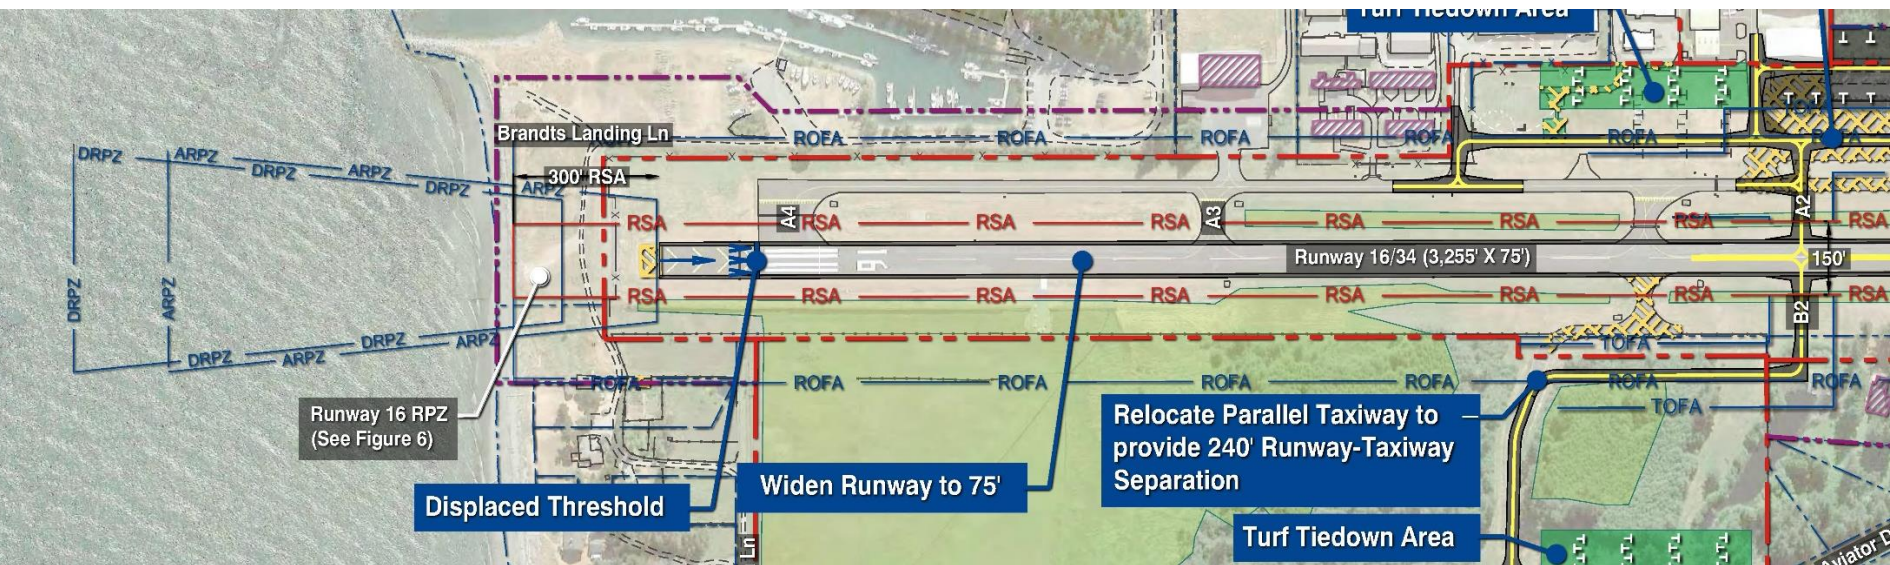 Turf Tiedown Area
Brandts Landing Ln
ROFA ROFA ROFA ROFA ROFA ROFA
DRPZ ARPZ DRPZ ARPZ DRPZ ARPZ
300' RSA
A4 A3 A2
RSA RSA RSA RSA RSA RSA RSA RSA
16
Runway 16/34 (3,255' X 75')
150'
DRPZ ARPZ
RSA RSA RSA RSA RSA RSA RSA RSA
B2
DRPZ ARPZ DRPZ ARPZ
TOFA
ROFA ROFA ROFA ROFA ROFA ROFA ROFA
TOFA
Runway 16 RPZ
(See Figure 6)
Relocate Parallel Taxiway to
provide 240' Runway-Taxiway
Separation
Widen Runway to 75'
Displaced Threshold
Turf Tiedown Area
Ln
Aviator D